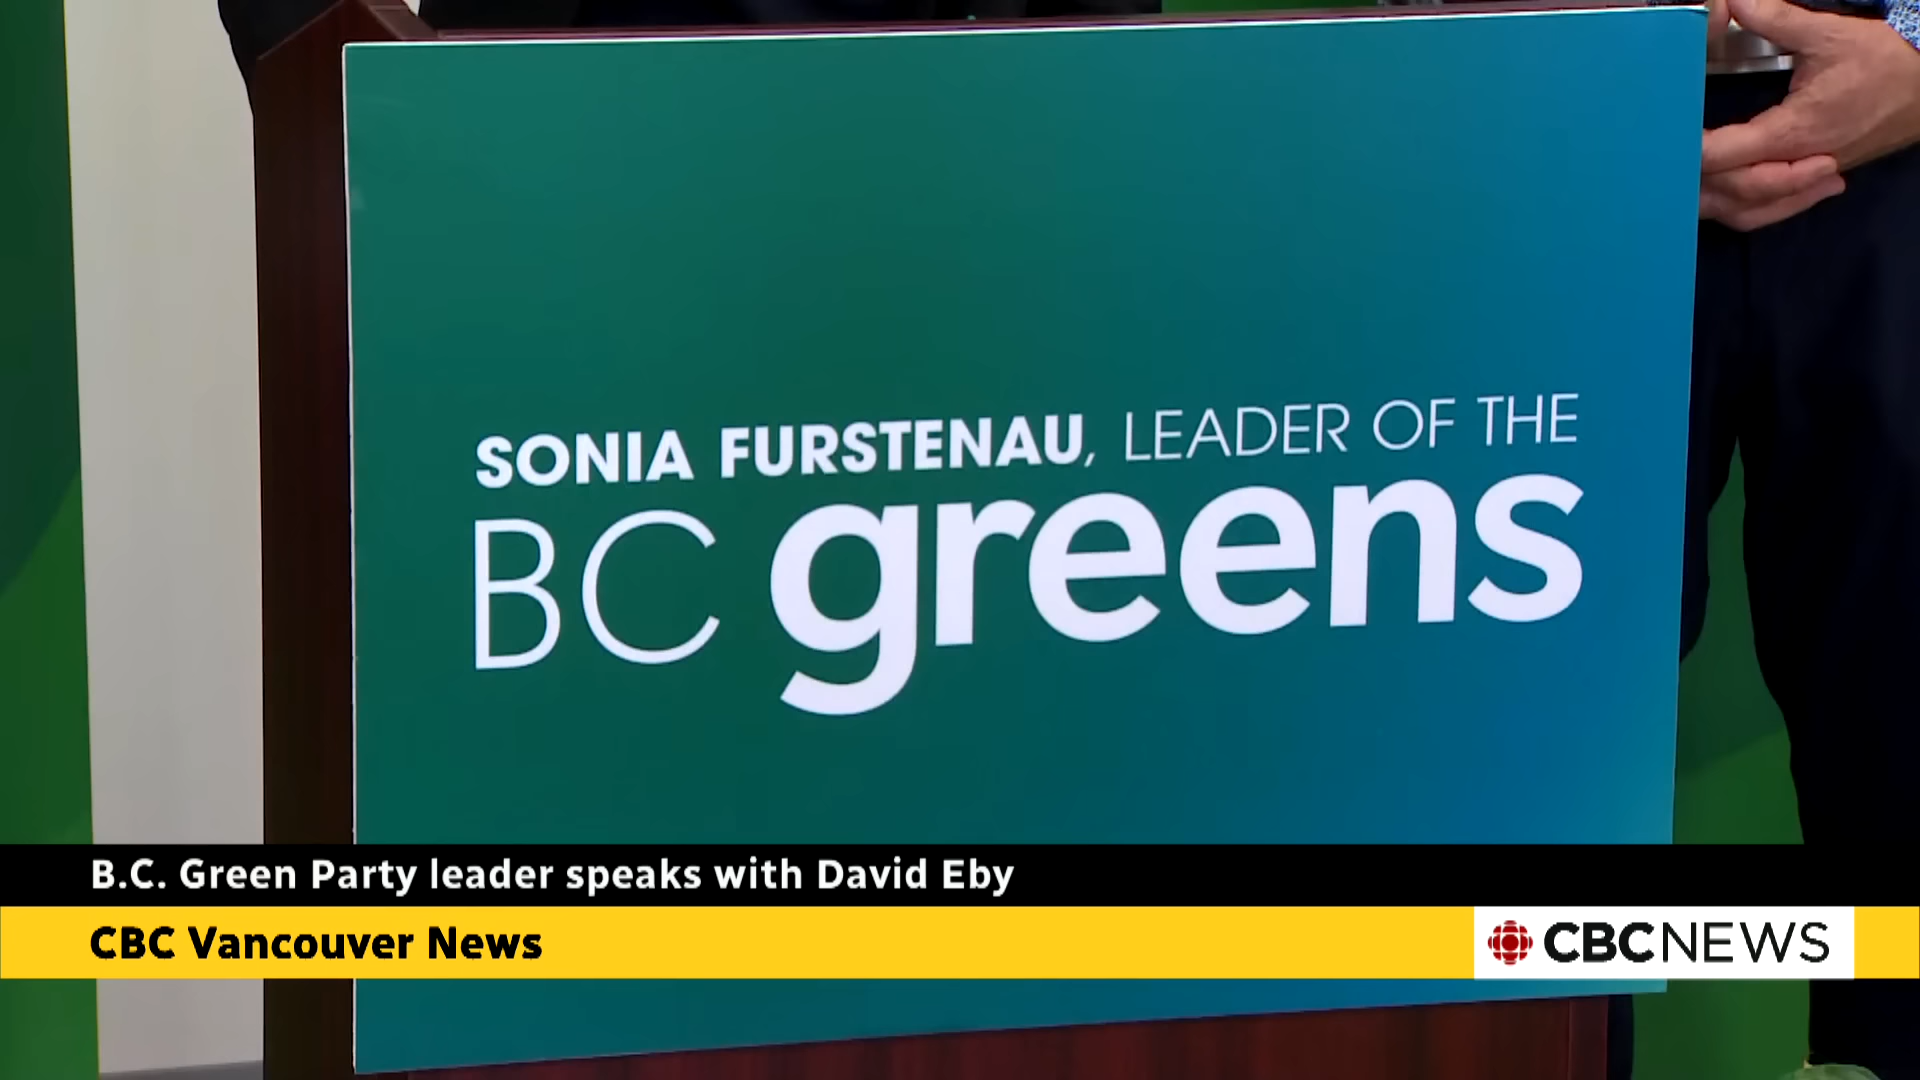 SONIA FURSTENAU, LEADER OF THE
BC greens
B.C. Green Party leader speaks with David Eby
CBC Vancouver News
CBCNEWS